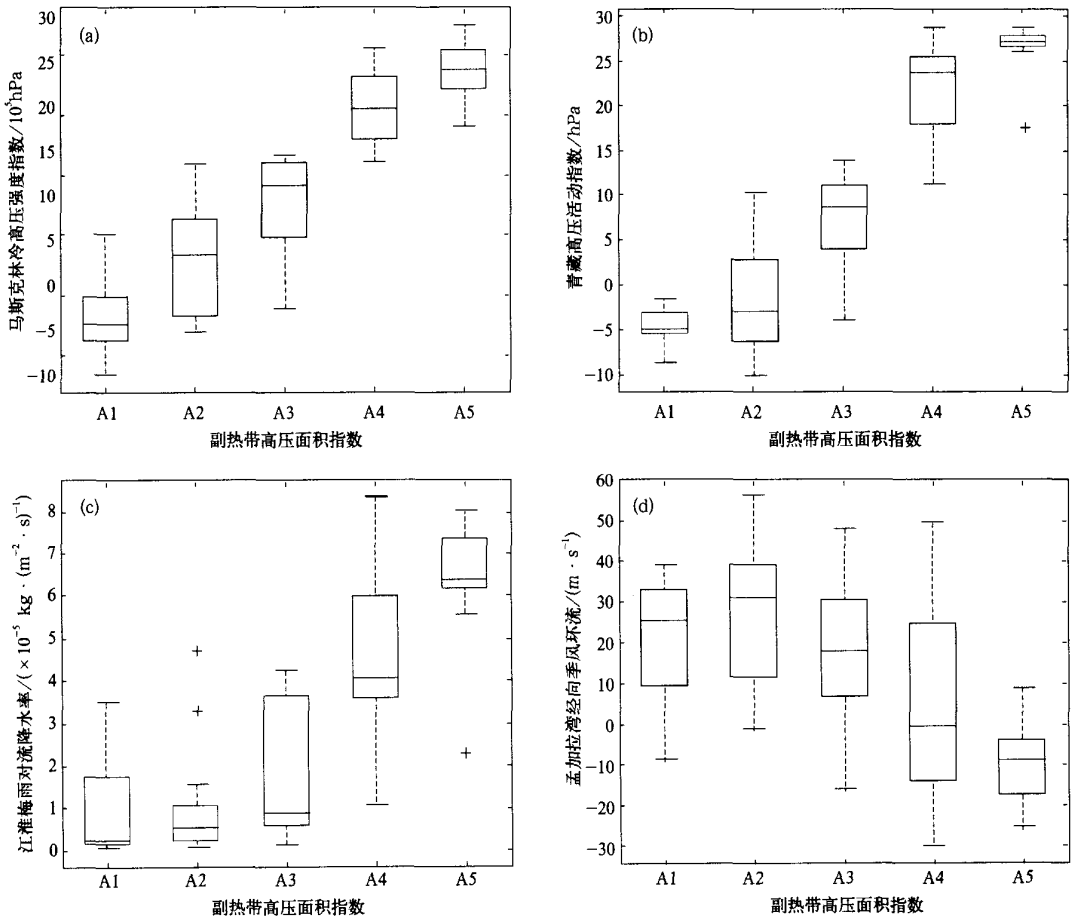 (a)
马斯克林冷高压强度指数/10⁵hPa
30
25
20
15
10
5
0
−5
−10
A1 A2 A3 A4 A5
副热带高压面积指数
(b)
青藏高压活动指数/hPa
30
25
20
15
10
5
0
−5
−10
A1 A2 A3 A4 A5
副热带高压面积指数
(c)
江淮梅雨对流降水率/(×10⁻⁵ kg·(m⁻²·s)⁻¹)
8
7
6
5
4
3
2
1
0
A1 A2 A3 A4 A5
副热带高压面积指数
(d)
孟加拉湾经向季风环流/(m·s⁻¹)
60
50
40
30
20
10
0
−10
−20
−30
A1 A2 A3 A4 A5
副热带高压面积指数